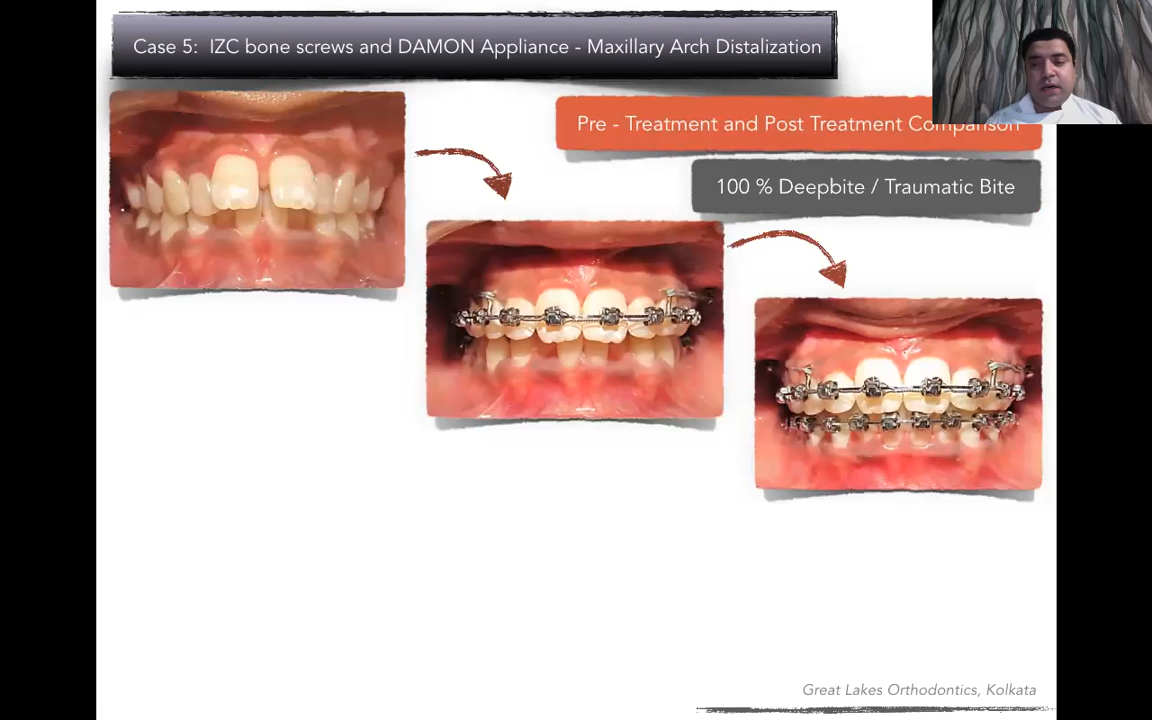 Case 5: IZC bone screws and DAMON Appliance - Maxillary Arch Distalization
Pre - Treatment and Post Treatment Comparison
100 % Deepbite / Traumatic Bite
Great Lakes Orthodontics, Kolkata